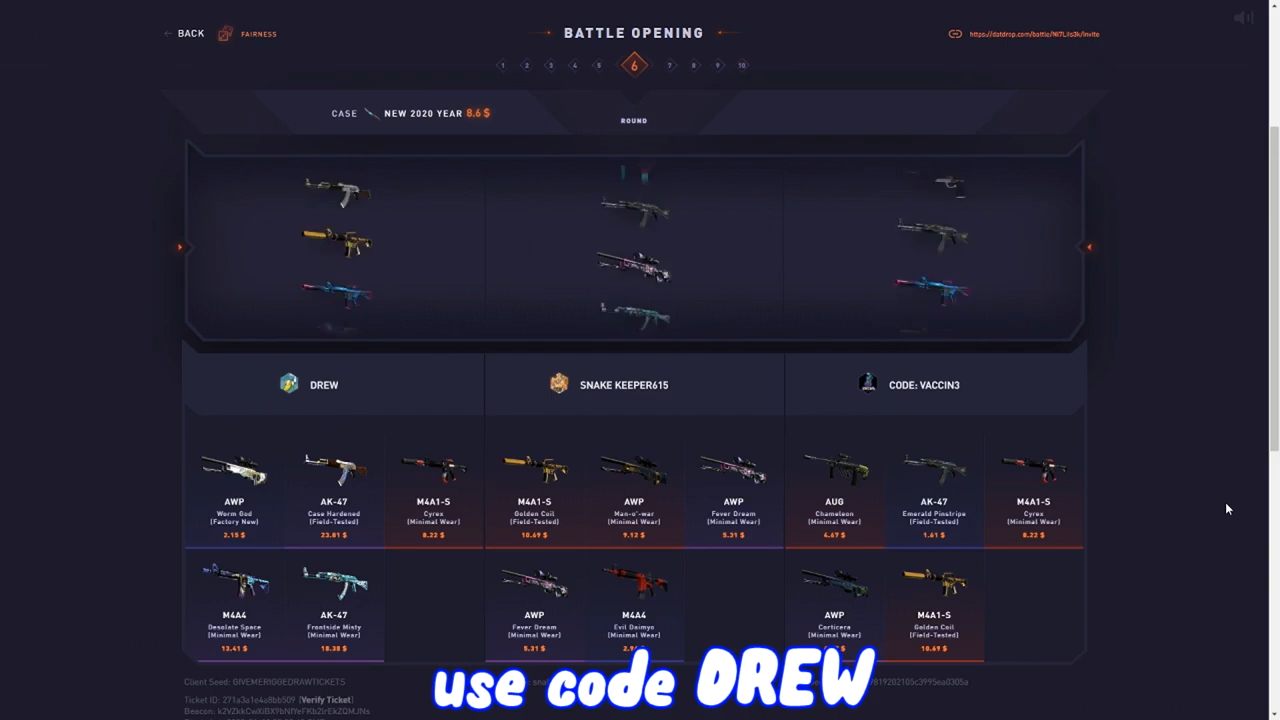 BACK
FAIRNESS
BATTLE OPENING
1 2 3 4 5 6 7 8 9 10
CASE NEW 2020 YEAR 8.6 $
ROUND
DREW
SNAKE KEEPER615
CODE: VACCIN3
AWP
Worm God
(Factory New)
2.15 $
AK-47
Case Hardened
(Field-Tested)
23.81 $
M4A1-S
Cyrex
(Minimal Wear)
8.22 $
M4A1-S
Golden Coil
(Field-Tested)
10.69 $
AWP
Man-o'-war
(Minimal Wear)
9.12 $
AWP
Fever Dream
(Minimal Wear)
5.31 $
AUG
Chameleon
(Minimal Wear)
4.67 $
AK-47
Emerald Pinstripe
(Field-Tested)
1.61 $
M4A1-S
Cyrex
(Minimal Wear)
8.22 $
M4A4
Desolate Space
(Minimal Wear)
13.41 $
AK-47
Frontside Misty
(Minimal Wear)
18.38 $
AWP
Fever Dream
(Minimal Wear)
5.31 $
M4A4
Evil Daimyo
(Minimal Wear)
AWP
Corticera
(Minimal Wear)
M4A1-S
Golden Coil
(Field-Tested)
10.69 $
Client Seed: GIVEMERIGGEDRAWTICKETS
Ticket ID: 271a3a1e4a8bb509 (Verify Ticket)
use code DREW